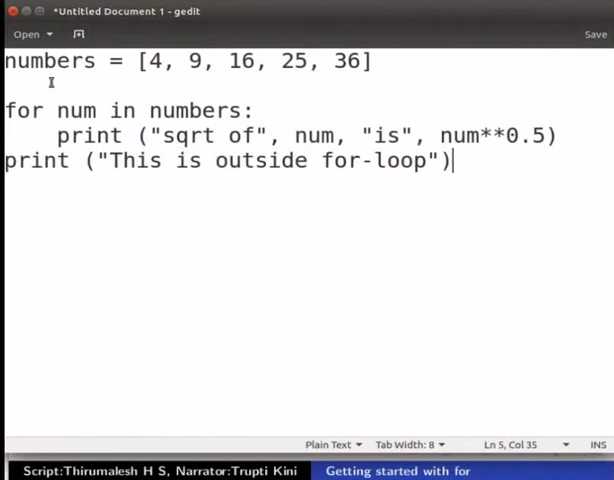 *Untitled Document 1 - gedit
Open Save
numbers = [4, 9, 16, 25, 36]
for num in numbers:
    print ("sqrt of", num, "is", num**0.5)
print ("This is outside for-loop")
Plain Text Tab Width: 8 Ln 5, Col 35 INS
Script:Thirumalesh H S, Narrator:Trupti Kini Getting started with for